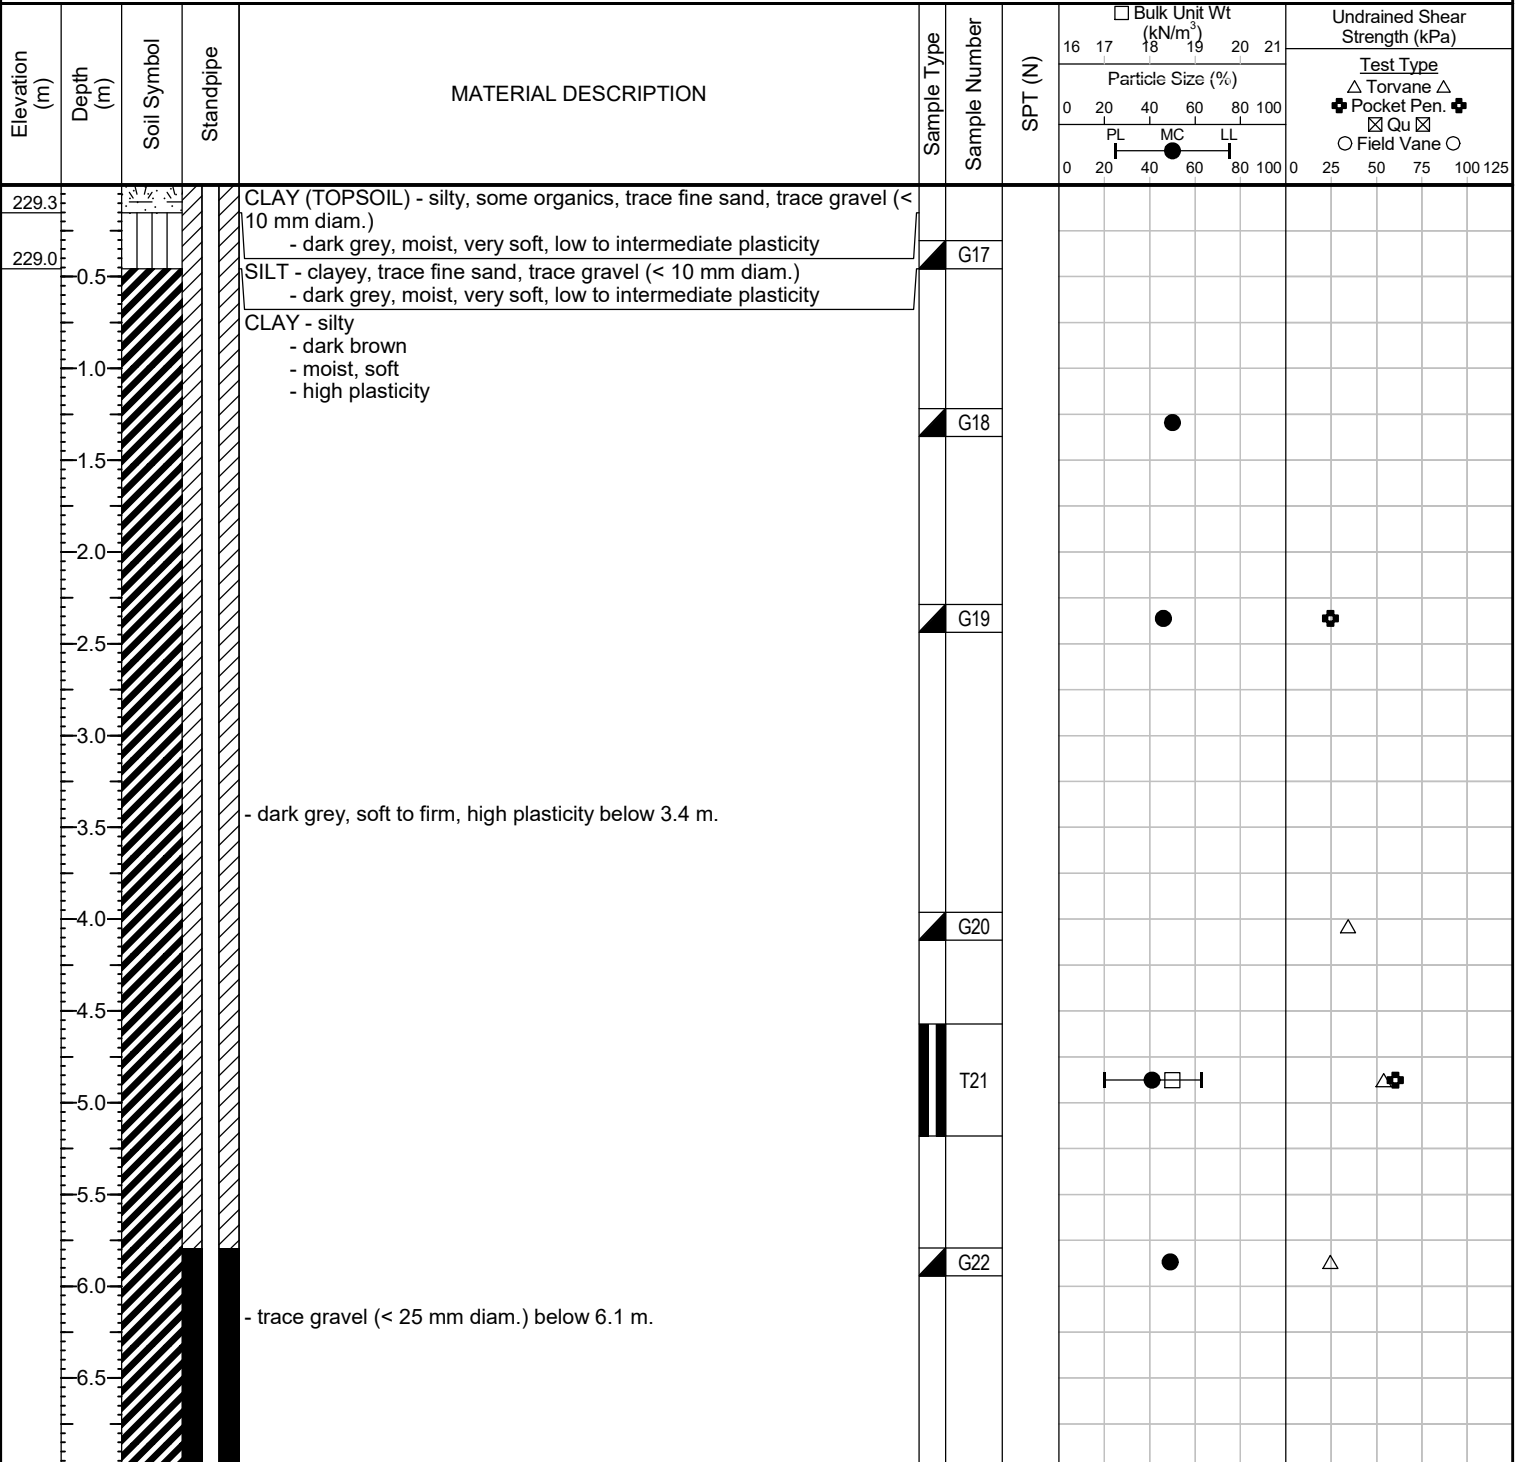 Elevation
(m)
Depth
(m)
Soil Symbol
Standpipe
MATERIAL DESCRIPTION
Sample Type
Sample Number
SPT (N)
□ Bulk Unit Wt
(kN/m³)
16 17 18 19 20 21
Particle Size (%)
0 20 40 60 80 100
PL MC LL
0 20 40 60 80 100
Undrained Shear
Strength (kPa)
Test Type
△ Torvane △
✚ Pocket Pen. ✚
☒ Qu ☒
○ Field Vane ○
0 25 50 75 100 125
229.3
229.0
CLAY (TOPSOIL) - silty, some organics, trace fine sand, trace gravel (<
10 mm diam.)
- dark grey, moist, very soft, low to intermediate plasticity
G17
SILT - clayey, trace fine sand, trace gravel (< 10 mm diam.)
0.5
- dark grey, moist, very soft, low to intermediate plasticity
CLAY - silty
- dark brown
1.0
- moist, soft
- high plasticity
G18
1.5
2.0
G19
2.5
3.0
- dark grey, soft to firm, high plasticity below 3.4 m.
3.5
4.0
G20
4.5
T21
5.0
5.5
G22
6.0
- trace gravel (< 25 mm diam.) below 6.1 m.
6.5